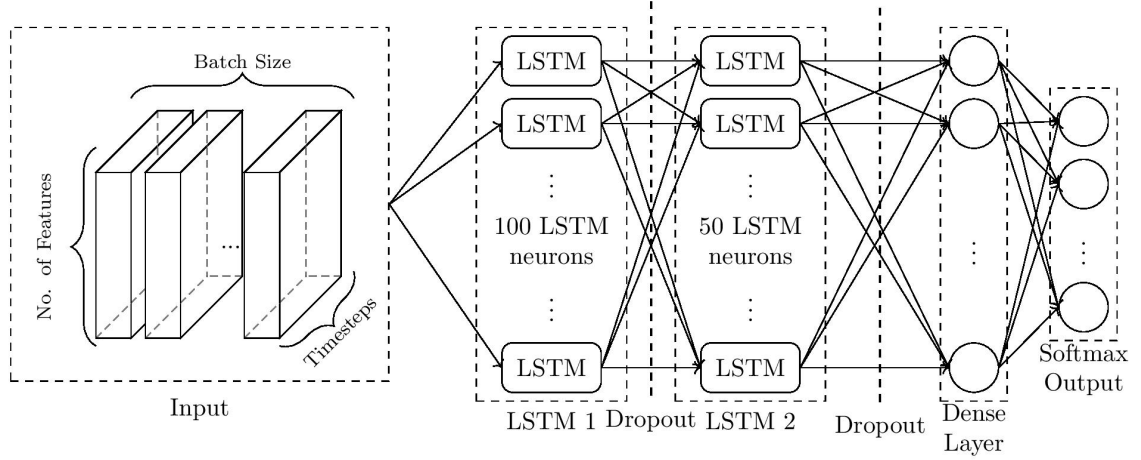 Batch Size
No. of Features
...
Timesteps
Input
LSTM
LSTM
⋮
100 LSTM
neurons
⋮
LSTM
LSTM 1
Dropout
LSTM
LSTM
⋮
50 LSTM
neurons
⋮
LSTM
LSTM 2
Dropout
⋮
Dense
Layer
⋮
Softmax
Output